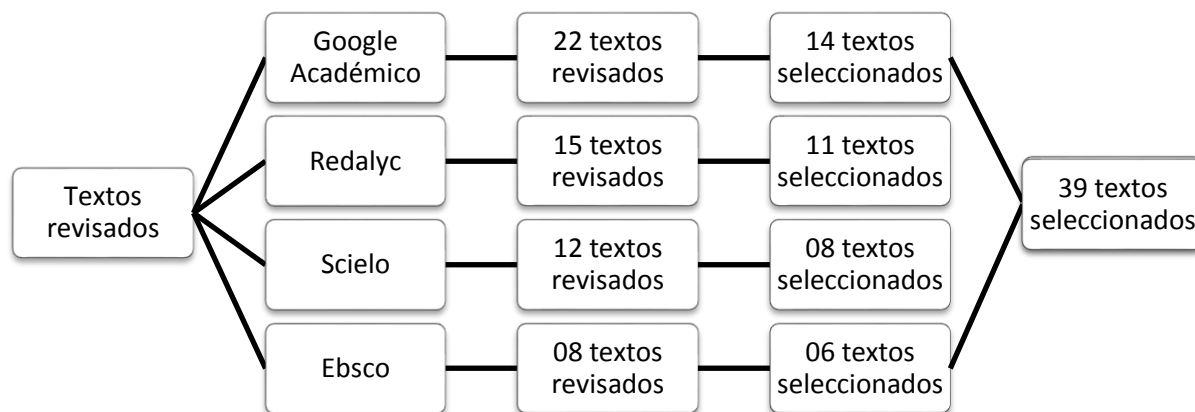 Textos
revisados
Google
Académico
22 textos
revisados
14 textos
seleccionados
Redalyc
15 textos
revisados
11 textos
seleccionados
Scielo
12 textos
revisados
08 textos
seleccionados
Ebsco
08 textos
revisados
06 textos
seleccionados
39 textos
seleccionados